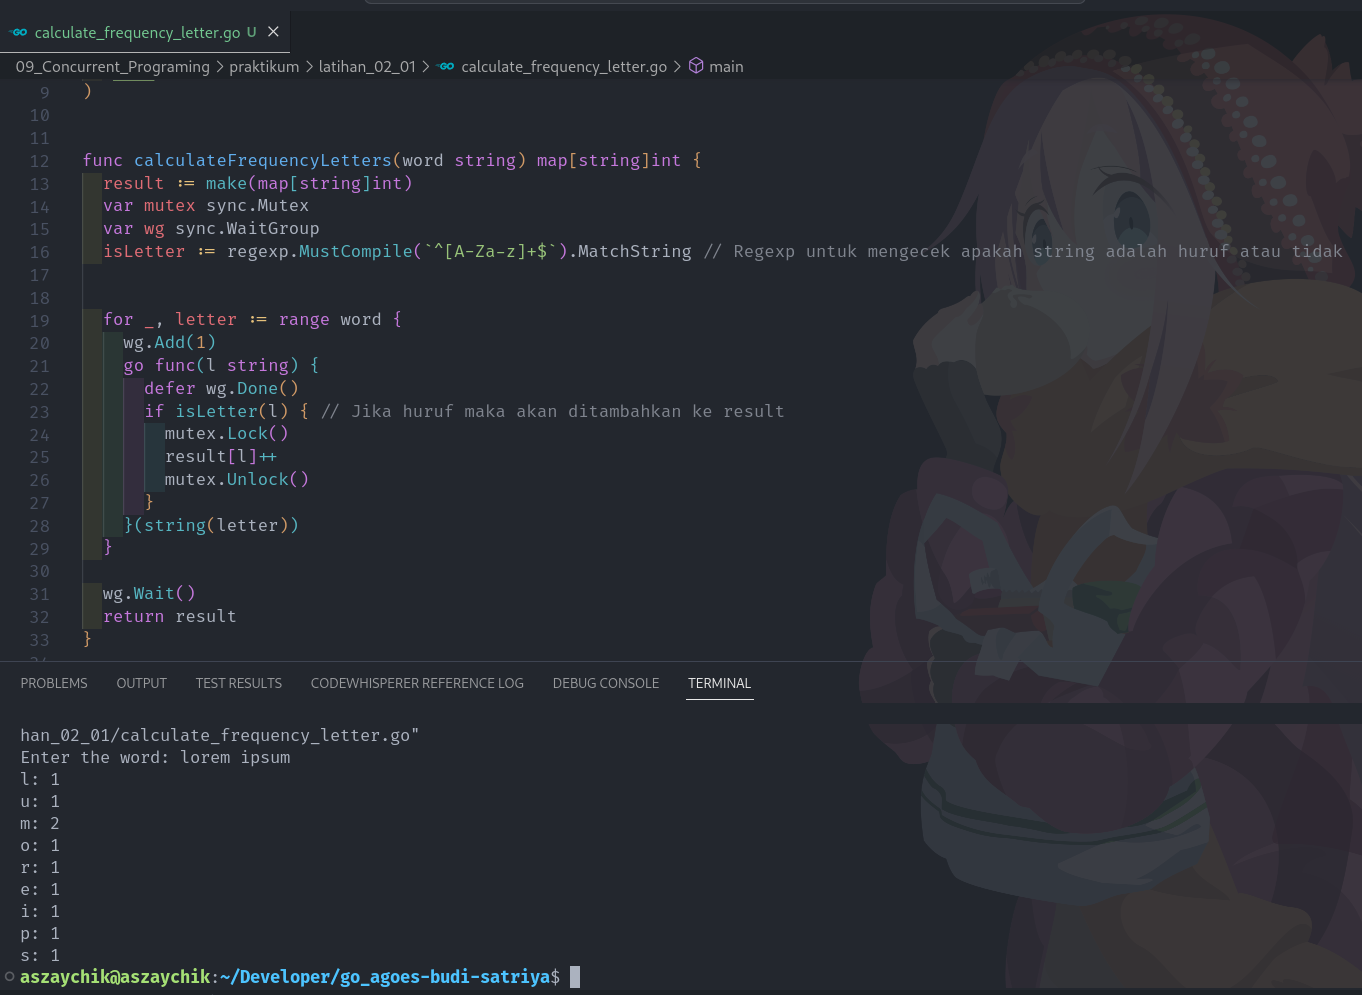 calculate_frequency_letter.go U
09_Concurrent_Programing > praktikum > latihan_02_01 > calculate_frequency_letter.go > main
9 )
10
11
12 func calculateFrequencyLetters(word string) map[string]int {
13 result := make(map[string]int)
14 var mutex sync.Mutex
15 var wg sync.WaitGroup
16 isLetter := regexp.MustCompile(`^[A-Za-z]+$`).MatchString // Regexp untuk mengecek apakah string adalah huruf atau tidak
17
18
19 for _, letter := range word {
20 wg.Add(1)
21 go func(l string) {
22 defer wg.Done()
23 if isLetter(l) { // Jika huruf maka akan ditambahkan ke result
24 mutex.Lock()
25 result[l]++
26 mutex.Unlock()
27 }
28 }(string(letter))
29 }
30
31 wg.Wait()
32 return result
33 }
PROBLEMS OUTPUT TEST RESULTS CODEWHISPERER REFERENCE LOG DEBUG CONSOLE TERMINAL
han_02_01/calculate_frequency_letter.go"
Enter the word: lorem ipsum
l: 1
u: 1
m: 2
o: 1
r: 1
e: 1
i: 1
p: 1
s: 1
aszaychik@aszaychik:~/Developer/go_agoes-budi-satriya$